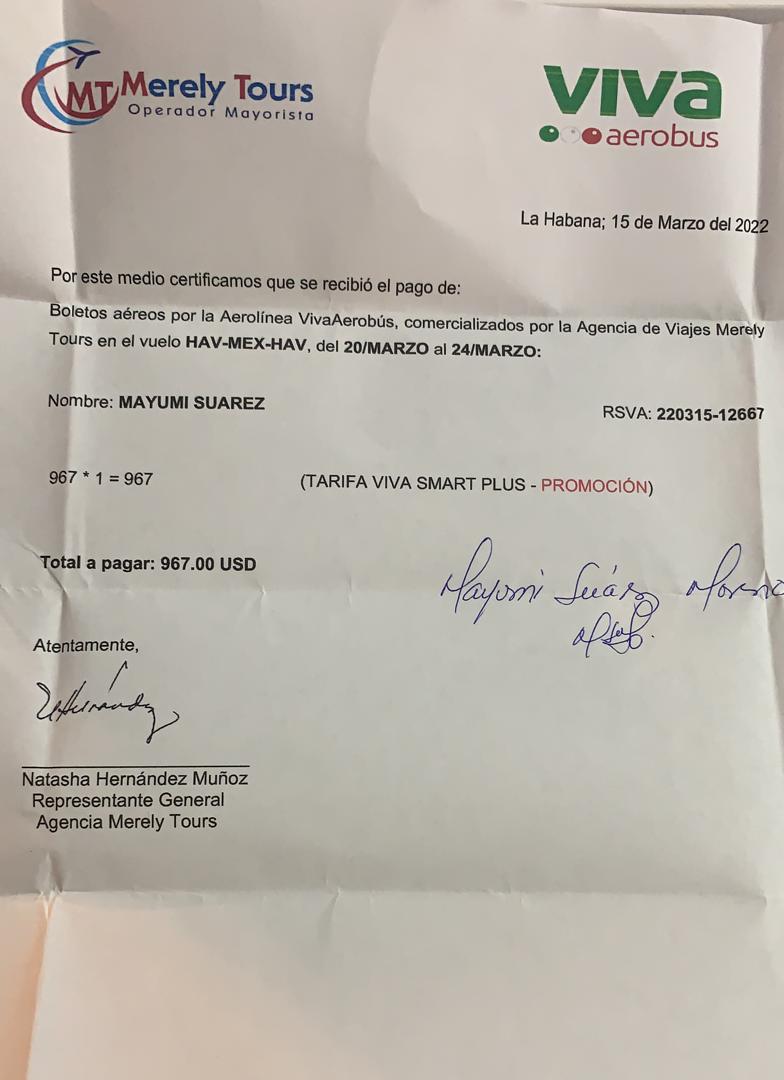 MT Merely Tours
Operador Mayorista
VIVA
aerobus
La Habana; 15 de Marzo del 2022
Por este medio certificamos que se recibió el pago de:
Boletos aéreos por la Aerolínea VivaAerobús, comercializados por la Agencia de Viajes Merely
Tours en el vuelo HAV-MEX-HAV, del 20/MARZO al 24/MARZO:
Nombre: MAYUMI SUAREZ
RSVA: 220315-12667
967 * 1 = 967
(TARIFA VIVA SMART PLUS - PROMOCIÓN)
Total a pagar: 967.00 USD
Mayumi Suárez Moreno
Atentamente,
Hernández
Natasha Hernández Muñoz
Representante General
Agencia Merely Tours